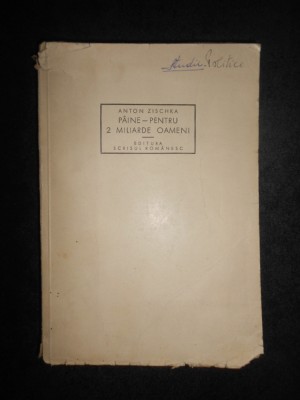 ANTON ZISCHKA
PÂINE — PENTRU
2 MILIARDE OAMENI
EDITURA
SCRISUL ROMÂNESC